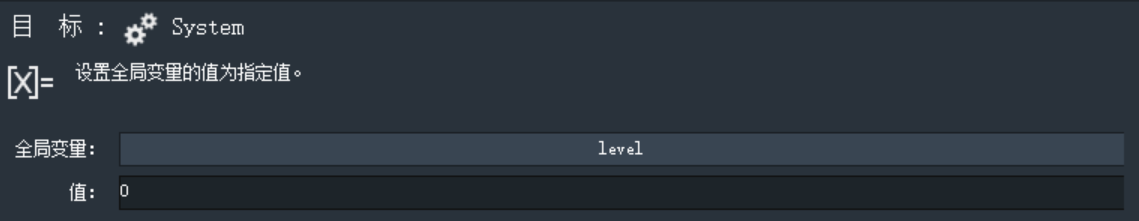 目 标: System
[X]= 设置全局变量的值为指定值。
全局变量: level
值: 0